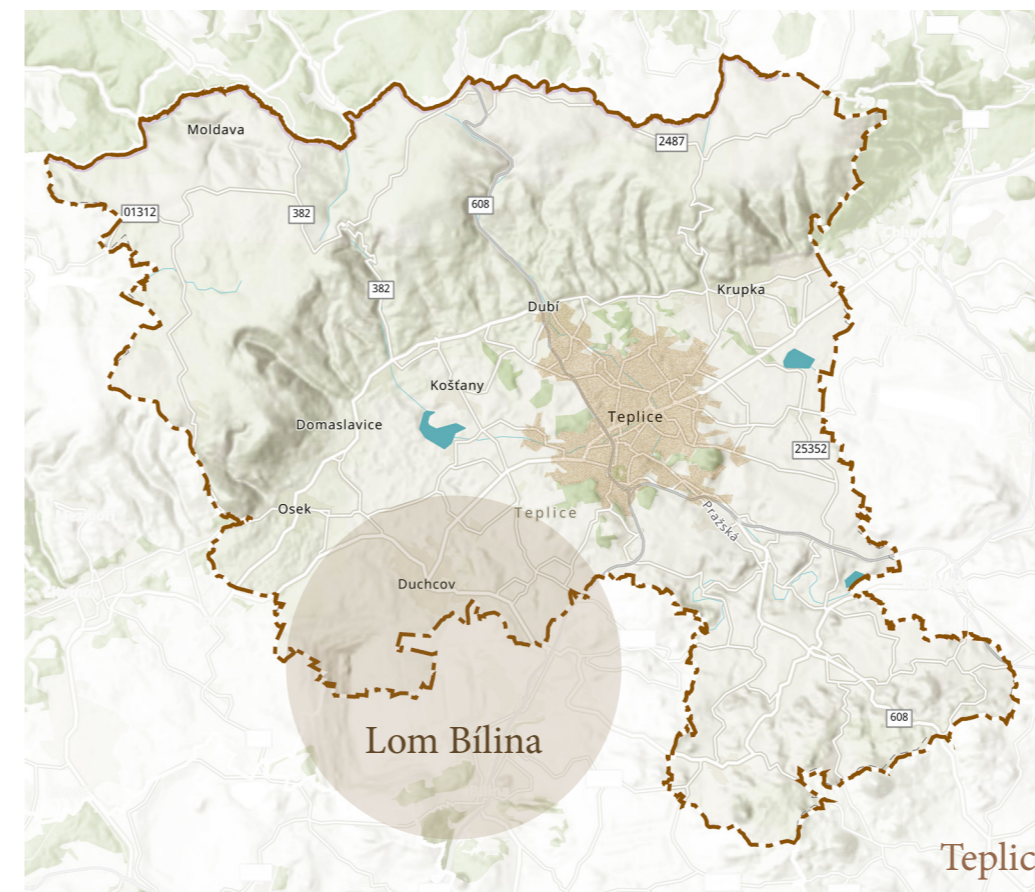 Moldava
2487
01312
382
608
382
Krupka
Dubí
Košťany
Teplice
Domaslavice
25352
Osek
Teplice
Pražská
Duchcov
608
Lom Bílina
Teplic